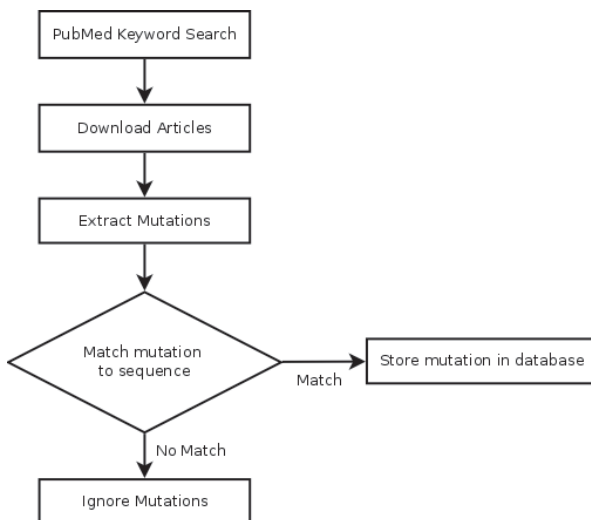 PubMed Keyword Search
Download Articles
Extract Mutations
Match mutation
to sequence
Match
Store mutation in database
No Match
Ignore Mutations